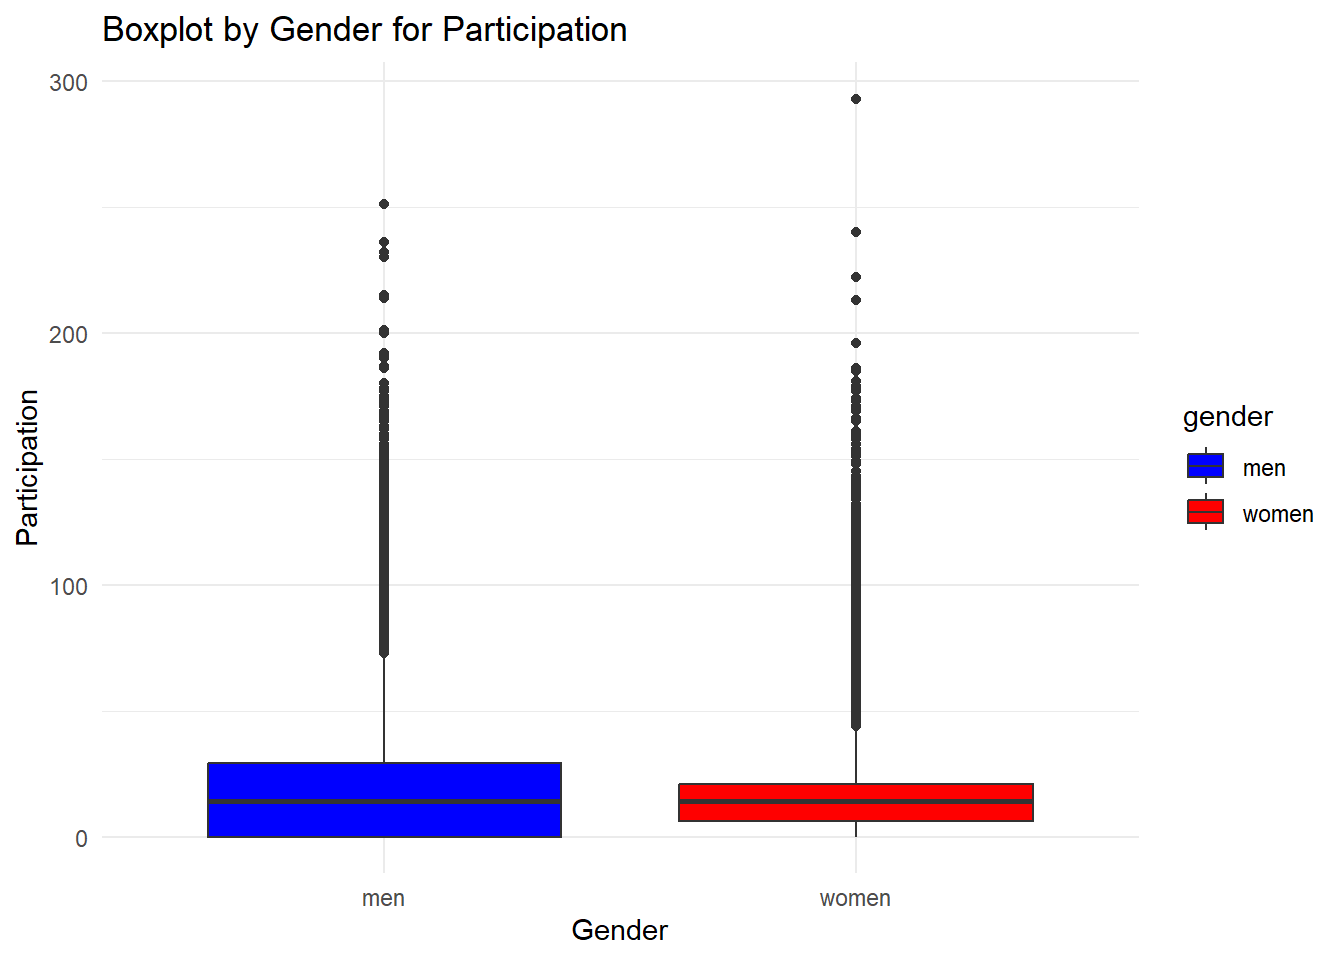 Boxplot by Gender for Participation
300
200
100
0
Participation
men
women
Gender
gender
men
women